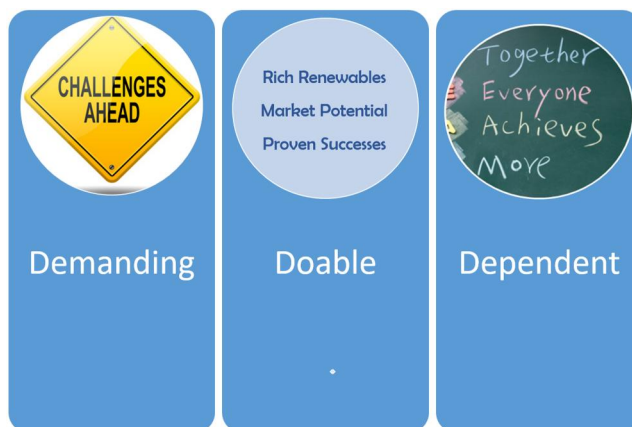 CHALLENGES
AHEAD
Demanding
Rich Renewables
Market Potential
Proven Successes
Doable
Together
Everyone
Achieves
More
Dependent